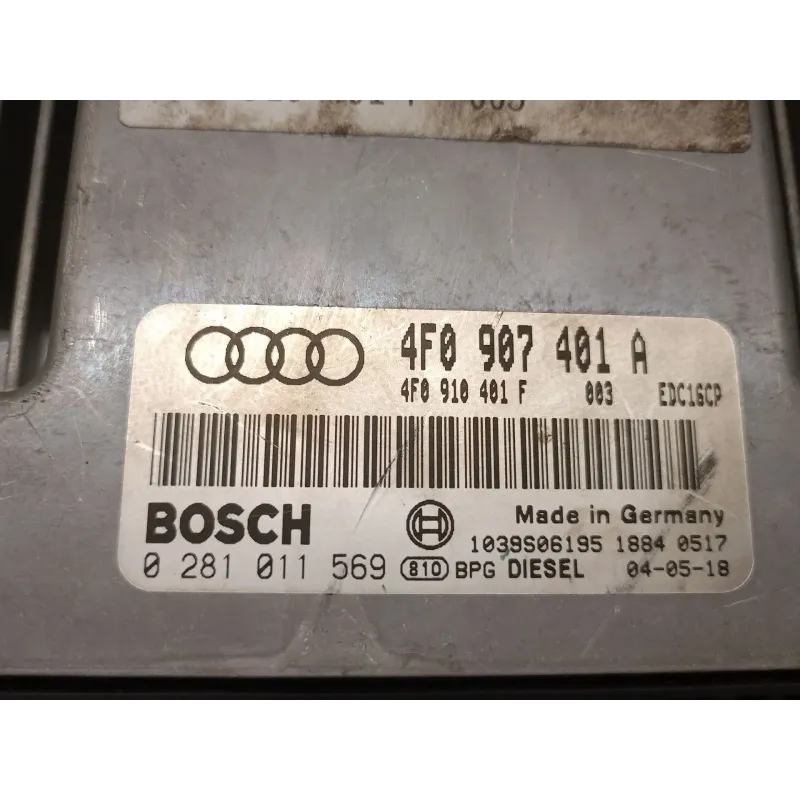 4F0 907 401 A
4F0 910 401 F 003 EDC16CP
BOSCH Made in Germany
1039S06195 1884 0517
0 281 011 569 810 BPG DIESEL 04-05-18